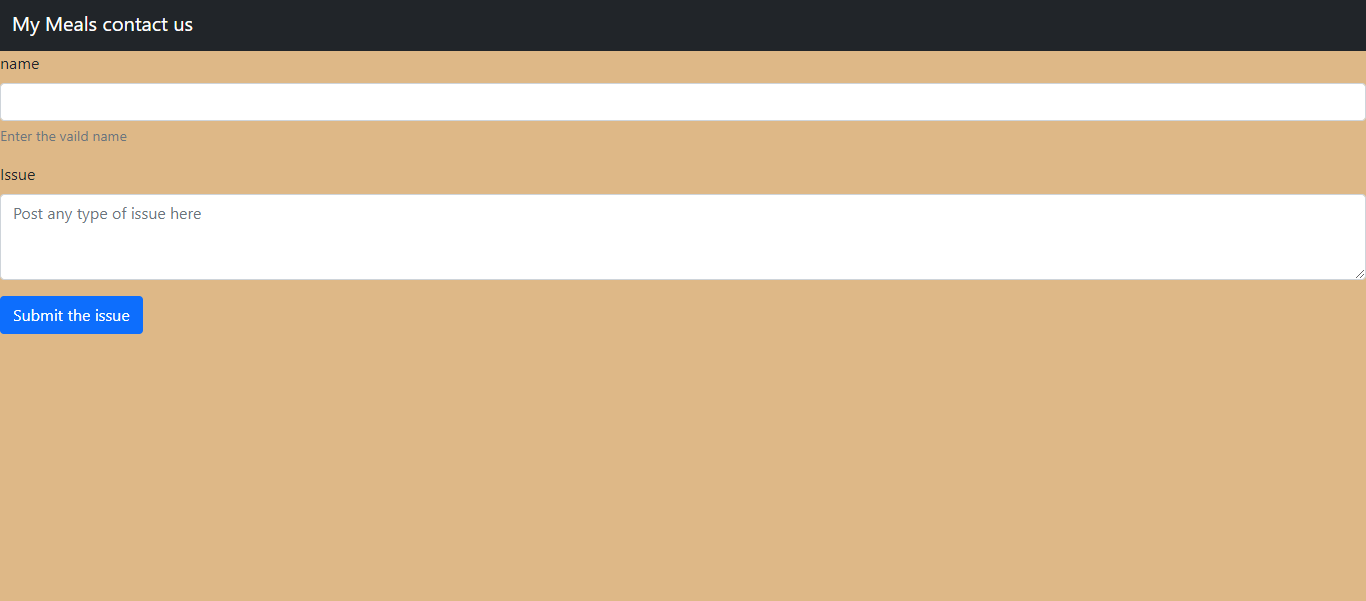 My Meals contact us
name
Enter the vaild name
Issue
Post any type of issue here
Submit the issue